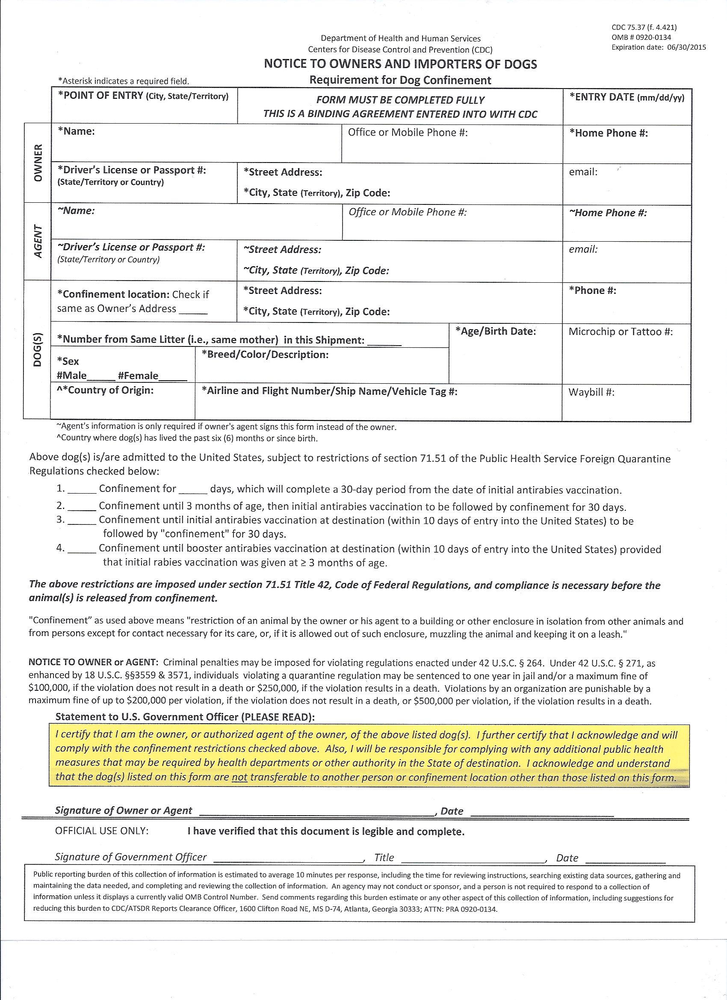 CDC 75.37 (f. 4.421)
OMB # 0920-0134
Expiration date: 06/30/2015
Department of Health and Human Services
Centers for Disease Control and Prevention (CDC)
NOTICE TO OWNERS AND IMPORTERS OF DOGS
*Asterisk indicates a required field.
Requirement for Dog Confinement
*POINT OF ENTRY (City, State/Territory)
FORM MUST BE COMPLETED FULLY
THIS IS A BINDING AGREEMENT ENTERED INTO WITH CDC
*ENTRY DATE (mm/dd/yy)
OWNER
*Name:
Office or Mobile Phone #:
*Home Phone #:
*Driver's License or Passport #:
(State/Territory or Country)
*Street Address:
*City, State (Territory), Zip Code:
email:
AGENT
~Name:
Office or Mobile Phone #:
~Home Phone #:
~Driver's License or Passport #:
(State/Territory or Country)
~Street Address:
~City, State (Territory), Zip Code:
email:
DOG(S)
*Confinement location: Check if
same as Owner's Address _____
*Street Address:
*City, State (Territory), Zip Code:
*Phone #:
*Number from Same Litter (i.e., same mother) in this Shipment: ______
*Age/Birth Date:
Microchip or Tattoo #:
*Sex
#Male_____ #Female_____
*Breed/Color/Description:
^*Country of Origin:
*Airline and Flight Number/Ship Name/Vehicle Tag #:
Waybill #:
~Agent's information is only required if owner's agent signs this form instead of the owner.
^Country where dog(s) has lived the past six (6) months or since birth.
Above dog(s) is/are admitted to the United States, subject to restrictions of section 71.51 of the Public Health Service Foreign Quarantine
Regulations checked below:
1. _____ Confinement for _____ days, which will complete a 30-day period from the date of initial antirabies vaccination.
2. _____ Confinement until 3 months of age, then initial antirabies vaccination to be followed by confinement for 30 days.
3. _____ Confinement until initial antirabies vaccination at destination (within 10 days of entry into the United States) to be
followed by "confinement" for 30 days.
4. _____ Confinement until booster antirabies vaccination at destination (within 10 days of entry into the United States) provided
that initial rabies vaccination was given at ≥ 3 months of age.
The above restrictions are imposed under section 71.51 Title 42, Code of Federal Regulations, and compliance is necessary before the
animal(s) is released from confinement.
"Confinement" as used above means "restriction of an animal by the owner or his agent to a building or other enclosure in isolation from other animals and
from persons except for contact necessary for its care, or, if it is allowed out of such enclosure, muzzling the animal and keeping it on a leash."
NOTICE TO OWNER or AGENT: Criminal penalties may be imposed for violating regulations enacted under 42 U.S.C. § 264. Under 42 U.S.C. § 271, as
enhanced by 18 U.S.C. §§3559 & 3571, individuals violating a quarantine regulation may be sentenced to one year in jail and/or a maximum fine of
$100,000, if the violation does not result in a death or $250,000, if the violation results in a death. Violations by an organization are punishable by a
maximum fine of up to $200,000 per violation, if the violation does not result in a death, or $500,000 per violation, if the violation results in a death.
Statement to U.S. Government Officer (PLEASE READ):
I certify that I am the owner, or authorized agent of the owner, of the above listed dog(s). I further certify that I acknowledge and will
comply with the confinement restrictions checked above. Also, I will be responsible for complying with any additional public health
measures that may be required by health departments or other authority in the State of destination. I acknowledge and understand
that the dog(s) listed on this form are not transferable to another person or confinement location other than those listed on this form.
Signature of Owner or Agent ____________________, Date ____________________
OFFICIAL USE ONLY: I have verified that this document is legible and complete.
Signature of Government Officer ____________________, Title ____________________, Date __________
Public reporting burden of this collection of information is estimated to average 10 minutes per response, including the time for reviewing instructions, searching existing data sources, gathering and
maintaining the data needed, and completing and reviewing the collection of information. An agency may not conduct or sponsor, and a person is not required to respond to a collection of
information unless it displays a currently valid OMB Control Number. Send comments regarding this burden estimate or any other aspect of this collection of information, including suggestions for
reducing this burden to CDC/ATSDR Reports Clearance Officer, 1600 Clifton Road NE, MS D-74, Atlanta, Georgia 30333; ATTN: PRA 0920-0134.